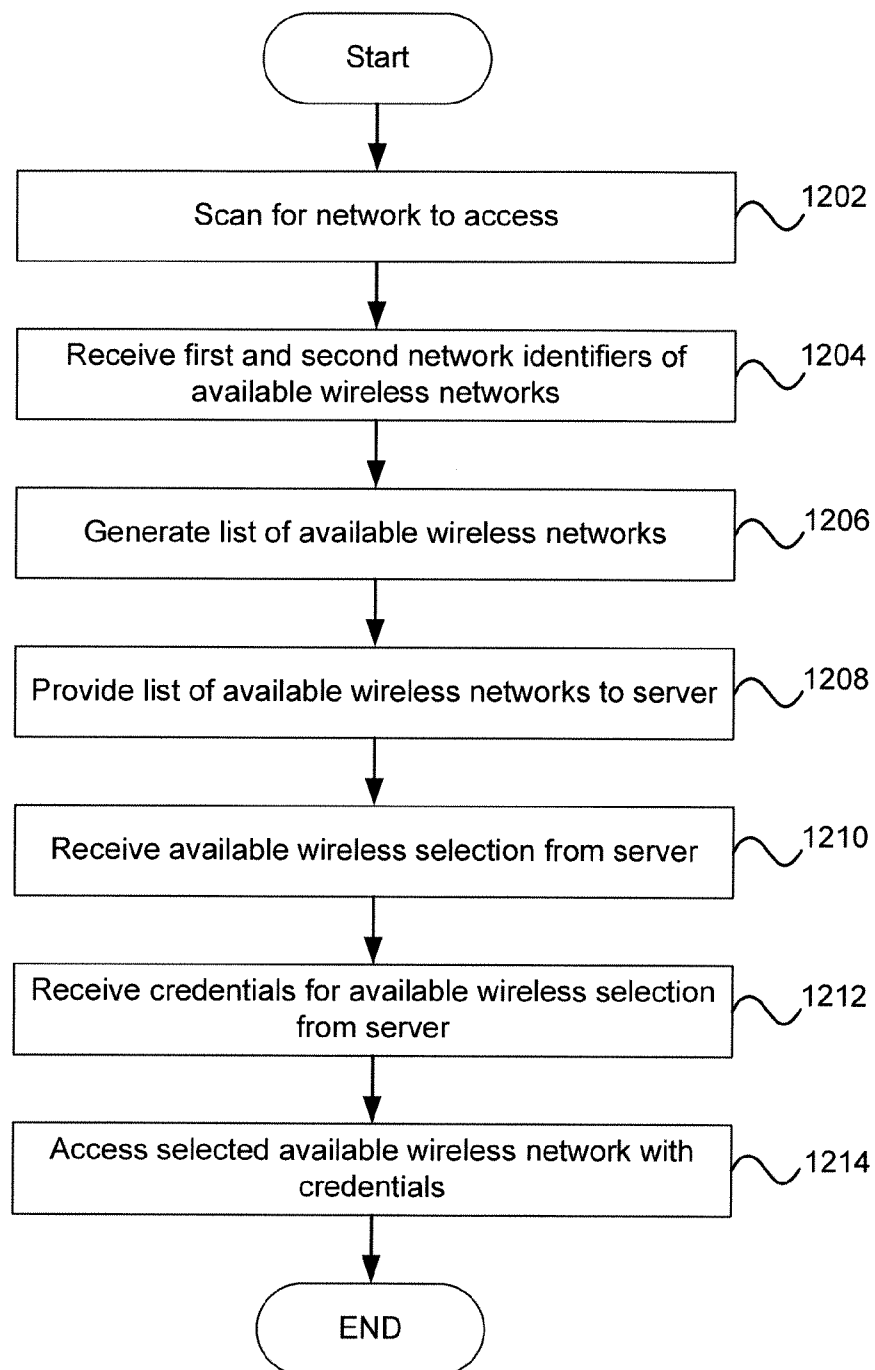 Start
Scan for network to access
1202
Receive first and second network identifiers of
available wireless networks
1204
Generate list of available wireless networks
1206
Provide list of available wireless networks to server
1208
Receive available wireless selection from server
1210
Receive credentials for available wireless selection
from server
1212
Access selected available wireless network with
credentials
1214
END